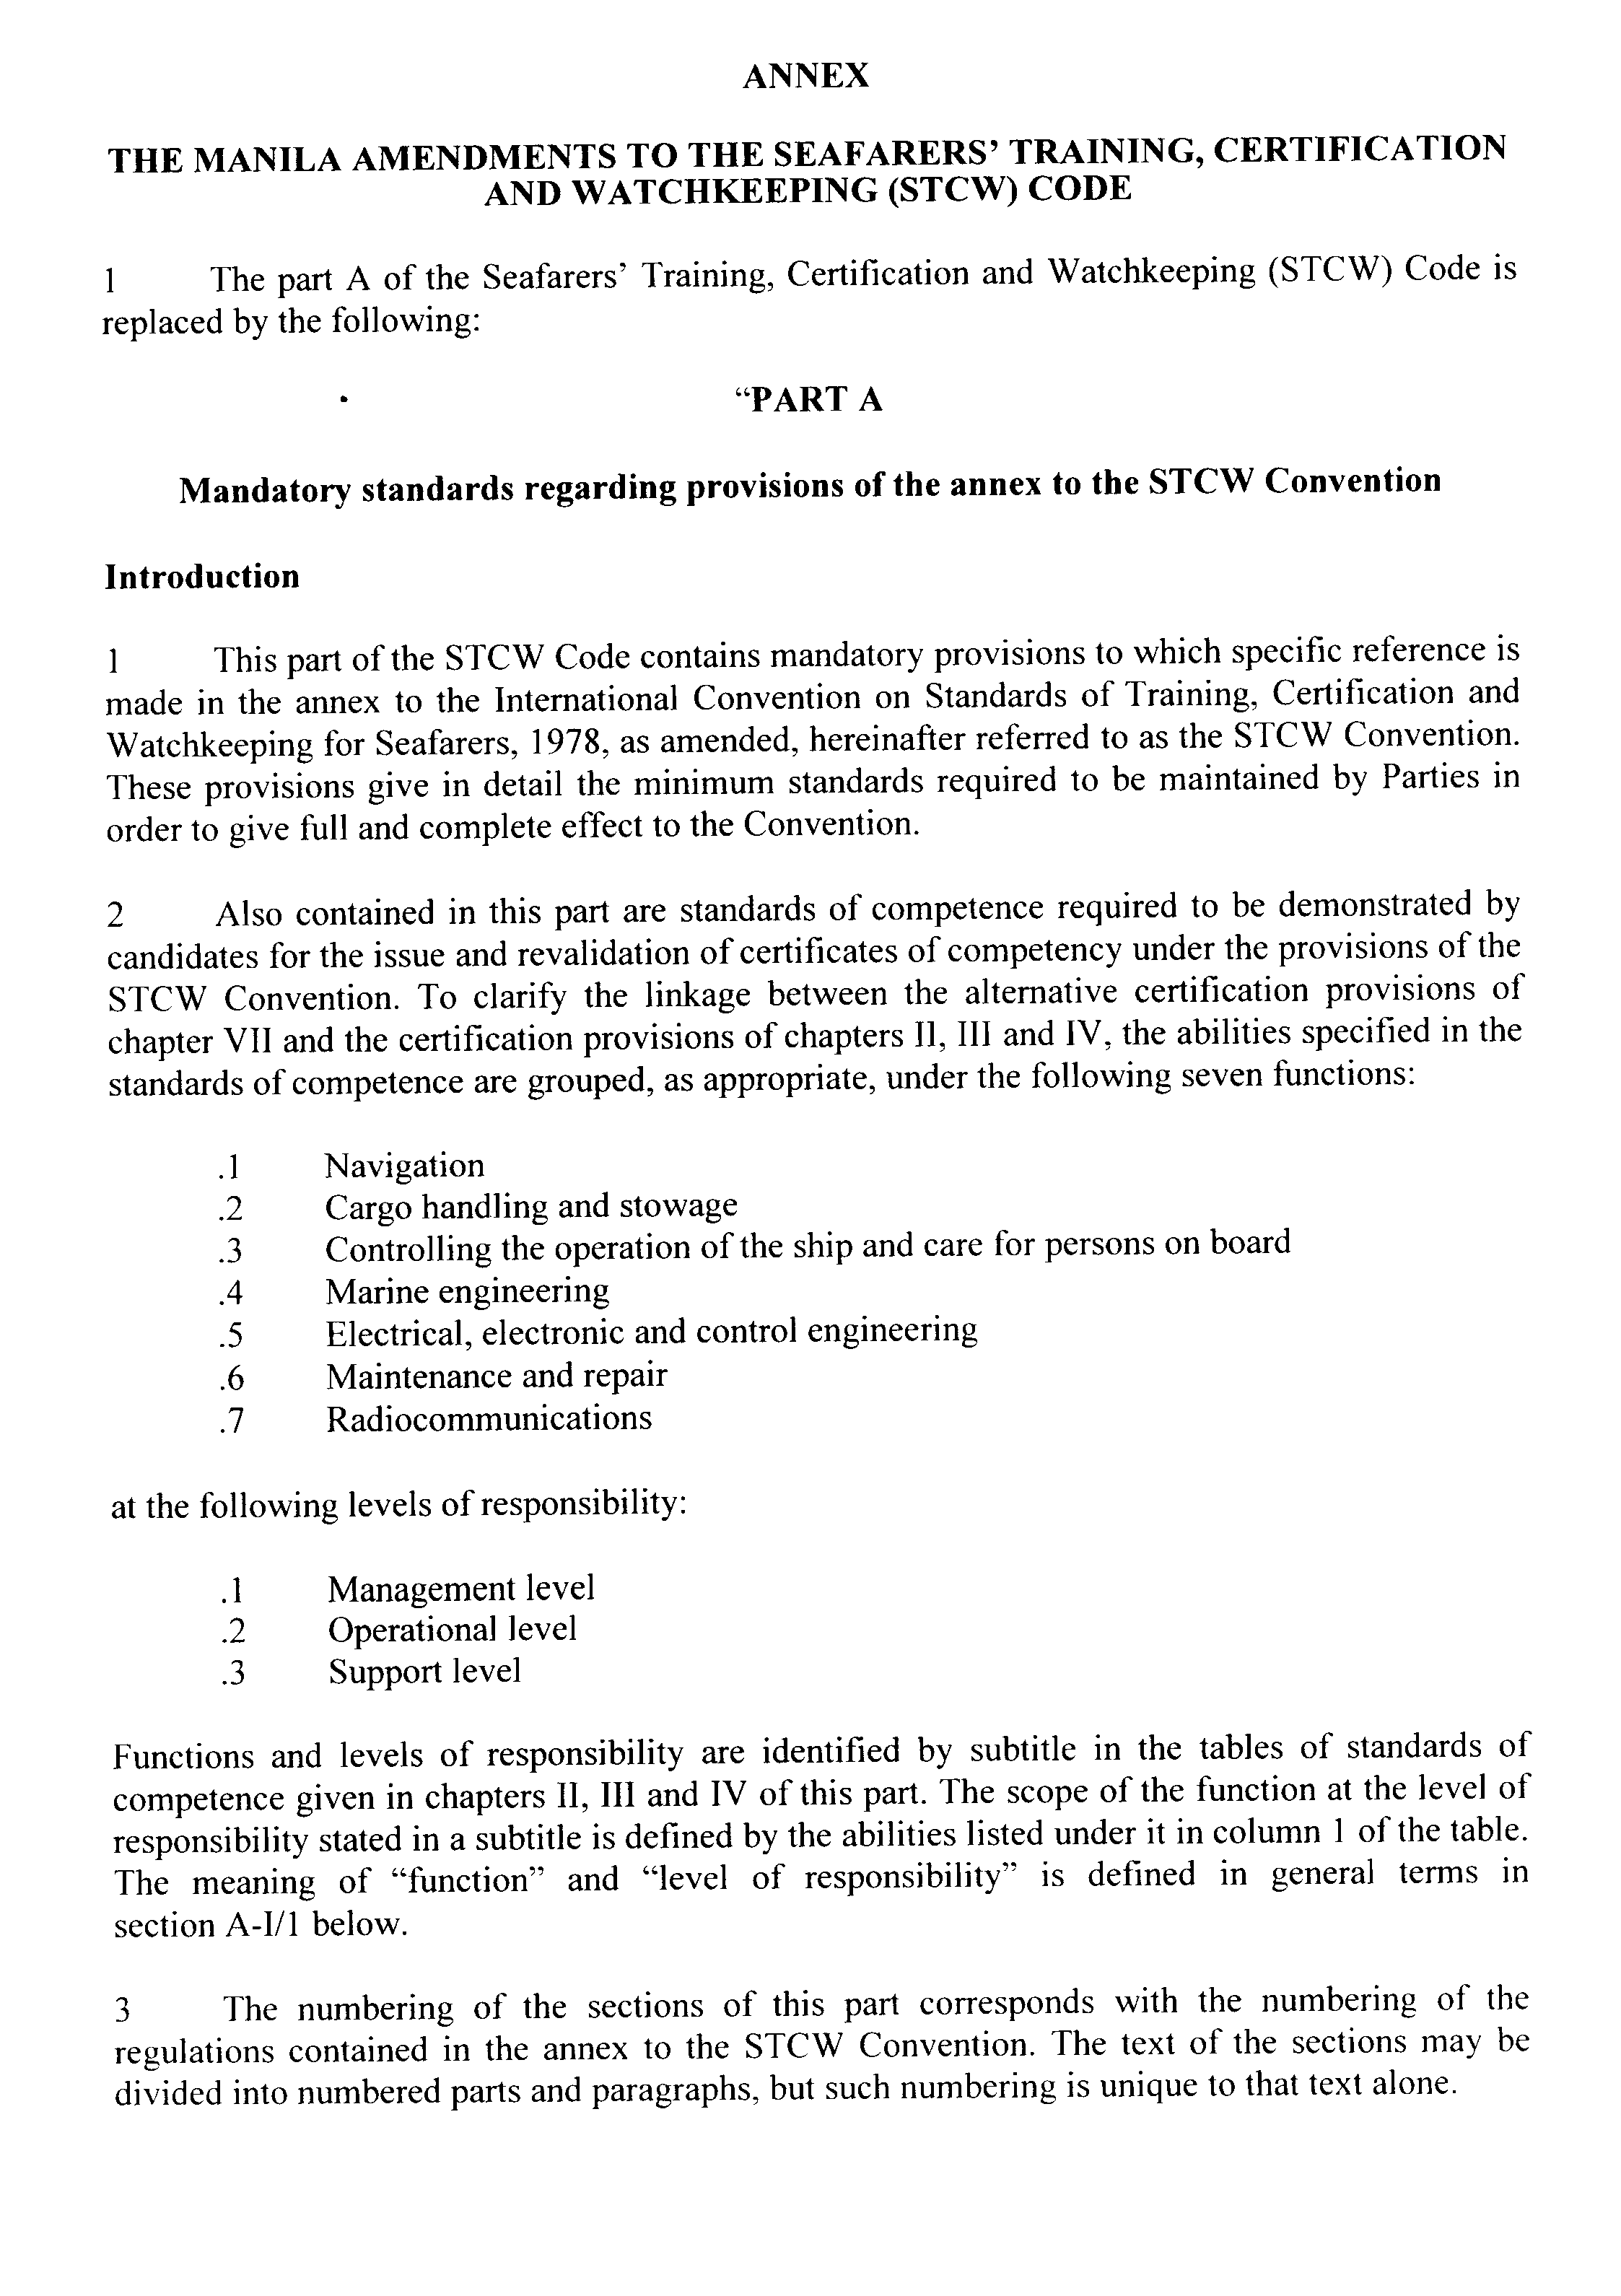 ANNEX
THE MANILA AMENDMENTS TO THE SEAFARERS’ TRAINING, CERTIFICATION
AND WATCHKEEPING (STCW) CODE
1 The part A of the Seafarers’ Training, Certification and Watchkeeping (STCW) Code is
replaced by the following:
“PART A
Mandatory standards regarding provisions of the annex to the STCW Convention
Introduction
1 This part of the STCW Code contains mandatory provisions to which specific reference is
made in the annex to the International Convention on Standards of Training, Certification and
Watchkeeping for Seafarers, 1978, as amended, hereinafter referred to as the STCW Convention.
These provisions give in detail the minimum standards required to be maintained by Parties in
order to give full and complete effect to the Convention.
2 Also contained in this part are standards of competence required to be demonstrated by
candidates for the issue and revalidation of certificates of competency under the provisions of the
STCW Convention. To clarify the linkage between the alternative certification provisions of
chapter VII and the certification provisions of chapters II, III and IV, the abilities specified in the
standards of competence are grouped, as appropriate, under the following seven functions:
.1 Navigation
.2 Cargo handling and stowage
.3 Controlling the operation of the ship and care for persons on board
.4 Marine engineering
.5 Electrical, electronic and control engineering
.6 Maintenance and repair
.7 Radiocommunications
at the following levels of responsibility:
.1 Management level
.2 Operational level
.3 Support level
Functions and levels of responsibility are identified by subtitle in the tables of standards of
competence given in chapters II, III and IV of this part. The scope of the function at the level of
responsibility stated in a subtitle is defined by the abilities listed under it in column 1 of the table.
The meaning of “function” and “level of responsibility” is defined in general terms in
section A-I/1 below.
3 The numbering of the sections of this part corresponds with the numbering of the
regulations contained in the annex to the STCW Convention. The text of the sections may be
divided into numbered parts and paragraphs, but such numbering is unique to that text alone.